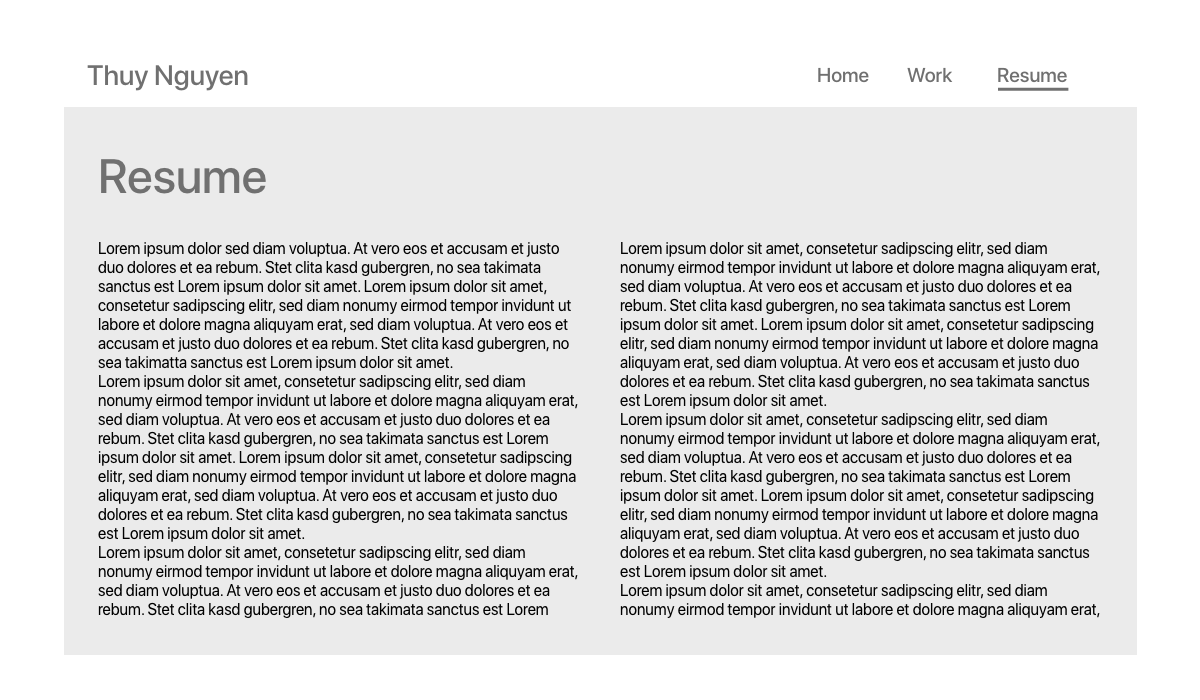 Thuy Nguyen
Home Work Resume
Resume
Lorem ipsum dolor sed diam voluptua. At vero eos et accusam et justo
duo dolores et ea rebum. Stet clita kasd gubergren, no sea takimata
sanctus est Lorem ipsum dolor sit amet. Lorem ipsum dolor sit amet,
consetetur sadipscing elitr, sed diam nonumy eirmod tempor invidunt ut
labore et dolore magna aliquyam erat, sed diam voluptua. At vero eos et
accusam et justo duo dolores et ea rebum. Stet clita kasd gubergren, no
sea takimatta sanctus est Lorem ipsum dolor sit amet.
Lorem ipsum dolor sit amet, consetetur sadipscing elitr, sed diam
nonumy eirmod tempor invidunt ut labore et dolore magna aliquyam erat,
sed diam voluptua. At vero eos et accusam et justo duo dolores et ea
rebum. Stet clita kasd gubergren, no sea takimata sanctus est Lorem
ipsum dolor sit amet. Lorem ipsum dolor sit amet, consetetur sadipscing
elitr, sed diam nonumy eirmod tempor invidunt ut labore et dolore magna
aliquyam erat, sed diam voluptua. At vero eos et accusam et justo duo
dolores et ea rebum. Stet clita kasd gubergren, no sea takimata sanctus
est Lorem ipsum dolor sit amet.
Lorem ipsum dolor sit amet, consetetur sadipscing elitr, sed diam
nonumy eirmod tempor invidunt ut labore et dolore magna aliquyam erat,
sed diam voluptua. At vero eos et accusam et justo duo dolores et ea
rebum. Stet clita kasd gubergren, no sea takimata sanctus est Lorem
Lorem ipsum dolor sit amet, consetetur sadipscing elitr, sed diam
nonumy eirmod tempor invidunt ut labore et dolore magna aliquyam erat,
sed diam voluptua. At vero eos et accusam et justo duo dolores et ea
rebum. Stet clita kasd gubergren, no sea takimata sanctus est Lorem
ipsum dolor sit amet. Lorem ipsum dolor sit amet, consetetur sadipscing
elitr, sed diam nonumy eirmod tempor invidunt ut labore et dolore magna
aliquyam erat, sed diam voluptua. At vero eos et accusam et justo duo
dolores et ea rebum. Stet clita kasd gubergren, no sea takimata sanctus
est Lorem ipsum dolor sit amet.
Lorem ipsum dolor sit amet, consetetur sadipscing elitr, sed diam
nonumy eirmod tempor invidunt ut labore et dolore magna aliquyam erat,
sed diam voluptua. At vero eos et accusam et justo duo dolores et ea
rebum. Stet clita kasd gubergren, no sea takimata sanctus est Lorem
ipsum dolor sit amet. Lorem ipsum dolor sit amet, consetetur sadipscing
elitr, sed diam nonumy eirmod tempor invidunt ut labore et dolore magna
aliquyam erat, sed diam voluptua. At vero eos et accusam et justo duo
dolores et ea rebum. Stet clita kasd gubergren, no sea takimata sanctus
est Lorem ipsum dolor sit amet.
Lorem ipsum dolor sit amet, consetetur sadipscing elitr, sed diam
nonumy eirmod tempor invidunt ut labore et dolore magna aliquyam erat,